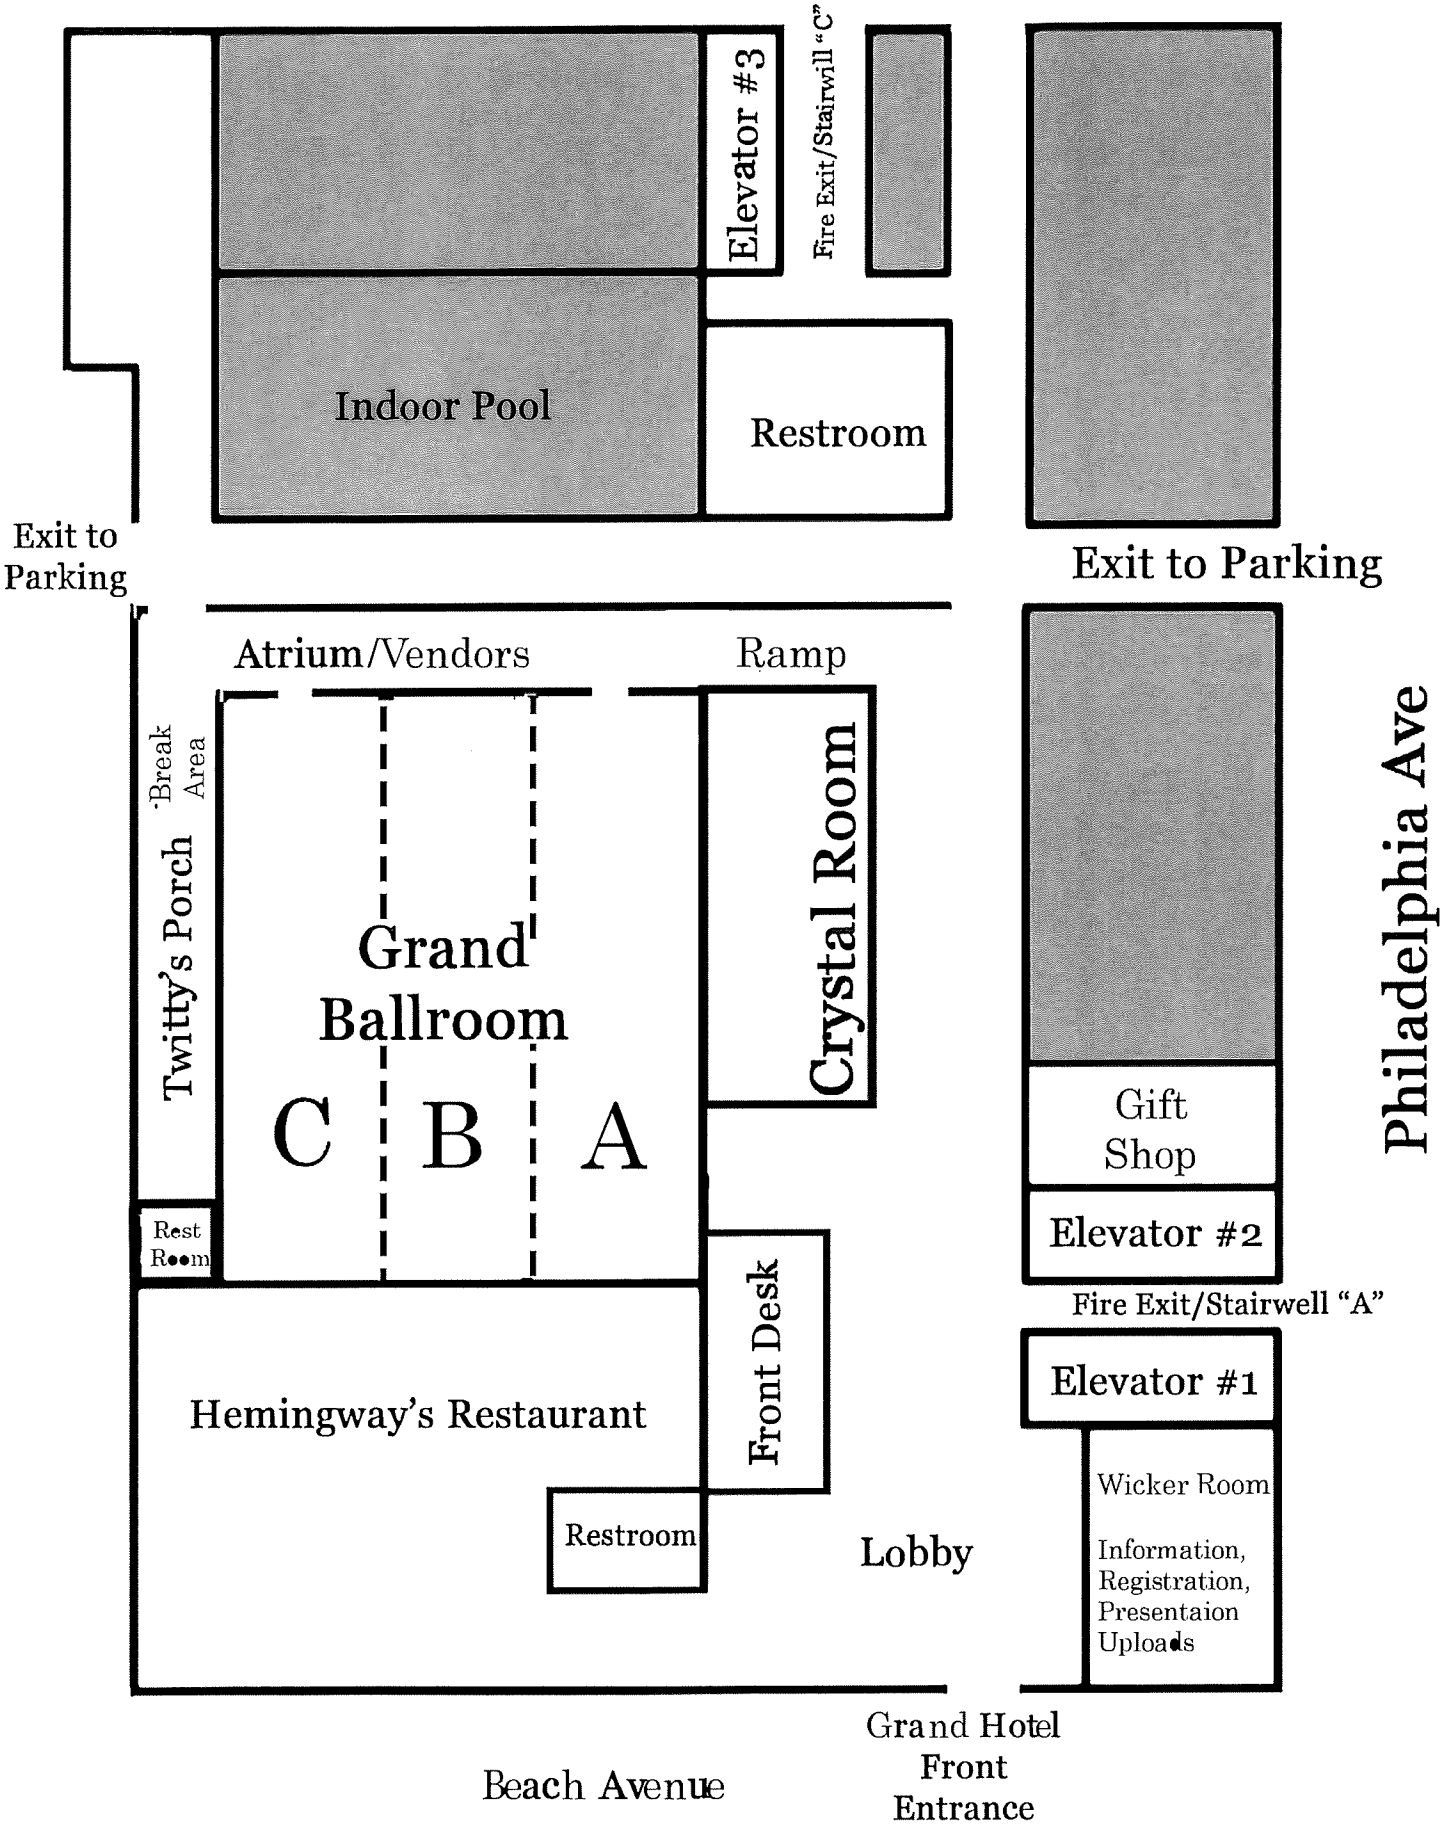 Elevator #3
Fire Exit/Stairwill “C”
Indoor Pool
Restroom
Exit to
Parking
Exit to Parking
Atrium/Vendors
Ramp
Break
Area
Twitty’s Porch
Grand
Ballroom
C
B
A
Crystal Room
Philadelphia Ave
Gift
Shop
Rest
Room
Elevator #2
Fire Exit/Stairwell “A”
Front Desk
Elevator #1
Hemingway’s Restaurant
Wicker Room
Information,
Registration,
Presentaion
Uploads
Restroom
Lobby
Grand Hotel
Front
Entrance
Beach Avenue